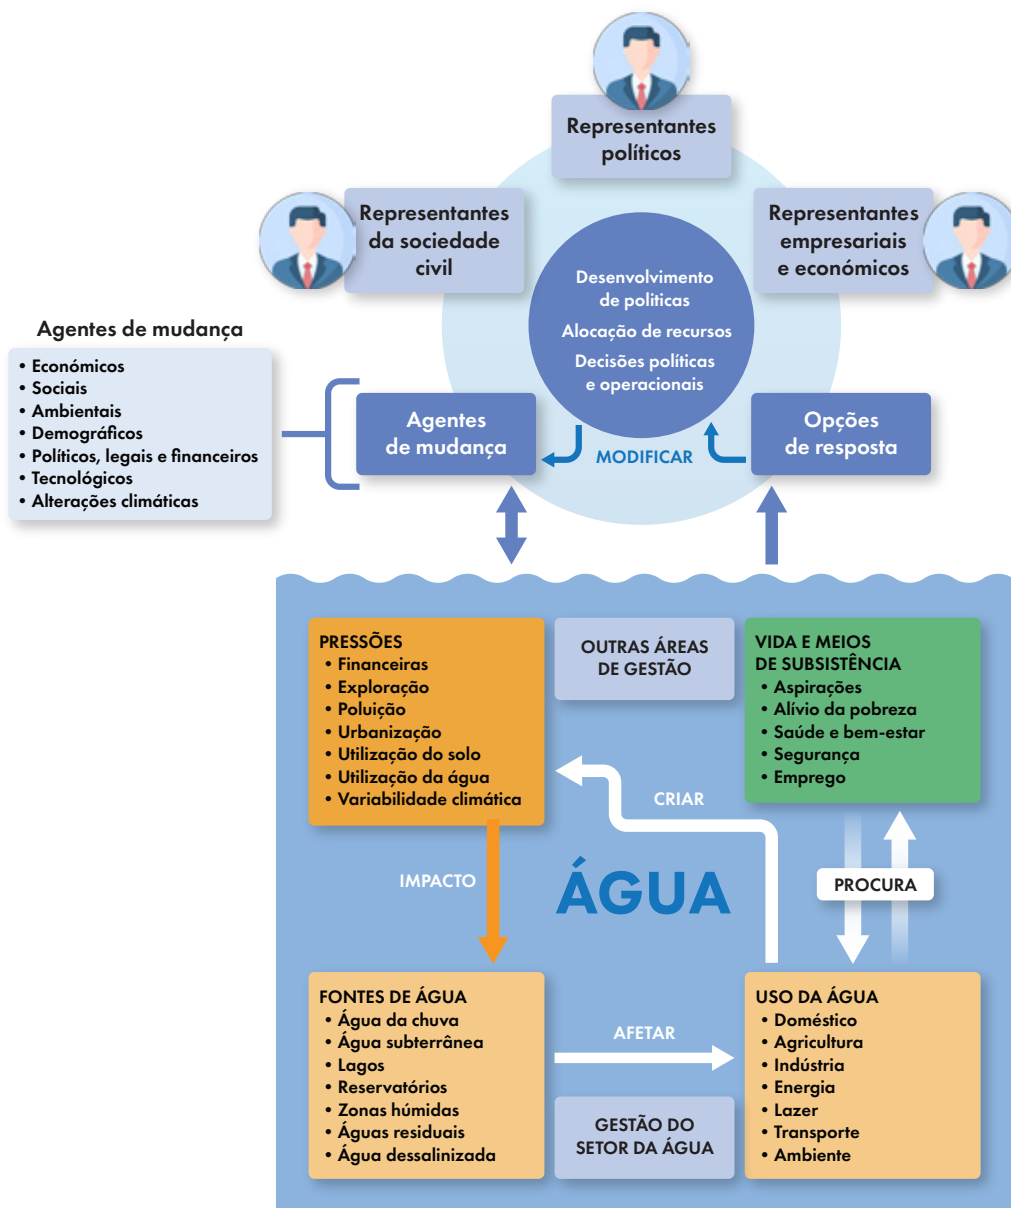 Representantes
políticos
Representantes
da sociedade
civil
Representantes
empresariais
e económicos
Desenvolvimento
de politicas
Alocação de recursos
Decisões políticas
e operacionais
Agentes de mudança
• Económicos
• Sociais
• Ambientais
• Demográficos
• Políticos, legais e financeiros
• Tecnológicos
• Alterações climáticas
Agentes
de mudança
MODIFICAR
Opções
de resposta
PRESSÕES
• Financeiras
• Exploração
• Poluição
• Urbanização
• Utilização do solo
• Utilização da água
• Variabilidade climática
OUTRAS ÁREAS
DE GESTÃO
VIDA E MEIOS
DE SUBSISTÊNCIA
• Aspirações
• Alívio da pobreza
• Saúde e bem-estar
• Segurança
• Emprego
CRIAR
IMPACTO
ÁGUA
PROCURA
FONTES DE ÁGUA
• Água da chuva
• Água subterrânea
• Lagos
• Reservatórios
• Zonas húmidas
• Águas residuais
• Água dessalinizada
AFETAR
GESTÃO DO
SETOR DA ÁGUA
USO DA ÁGUA
• Doméstico
• Agricultura
• Indústria
• Energia
• Lazer
• Transporte
• Ambiente